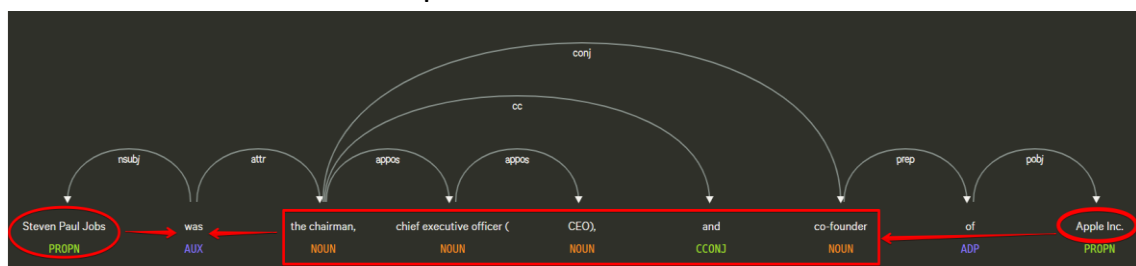 conj
cc
nsubj attr appos appos prep pobj
Steven Paul Jobs was the chairman, chief executive officer ( CEO), and co-founder of Apple Inc.
PROPN AUX NOUN NOUN NOUN CCONJ NOUN ADP PROPN